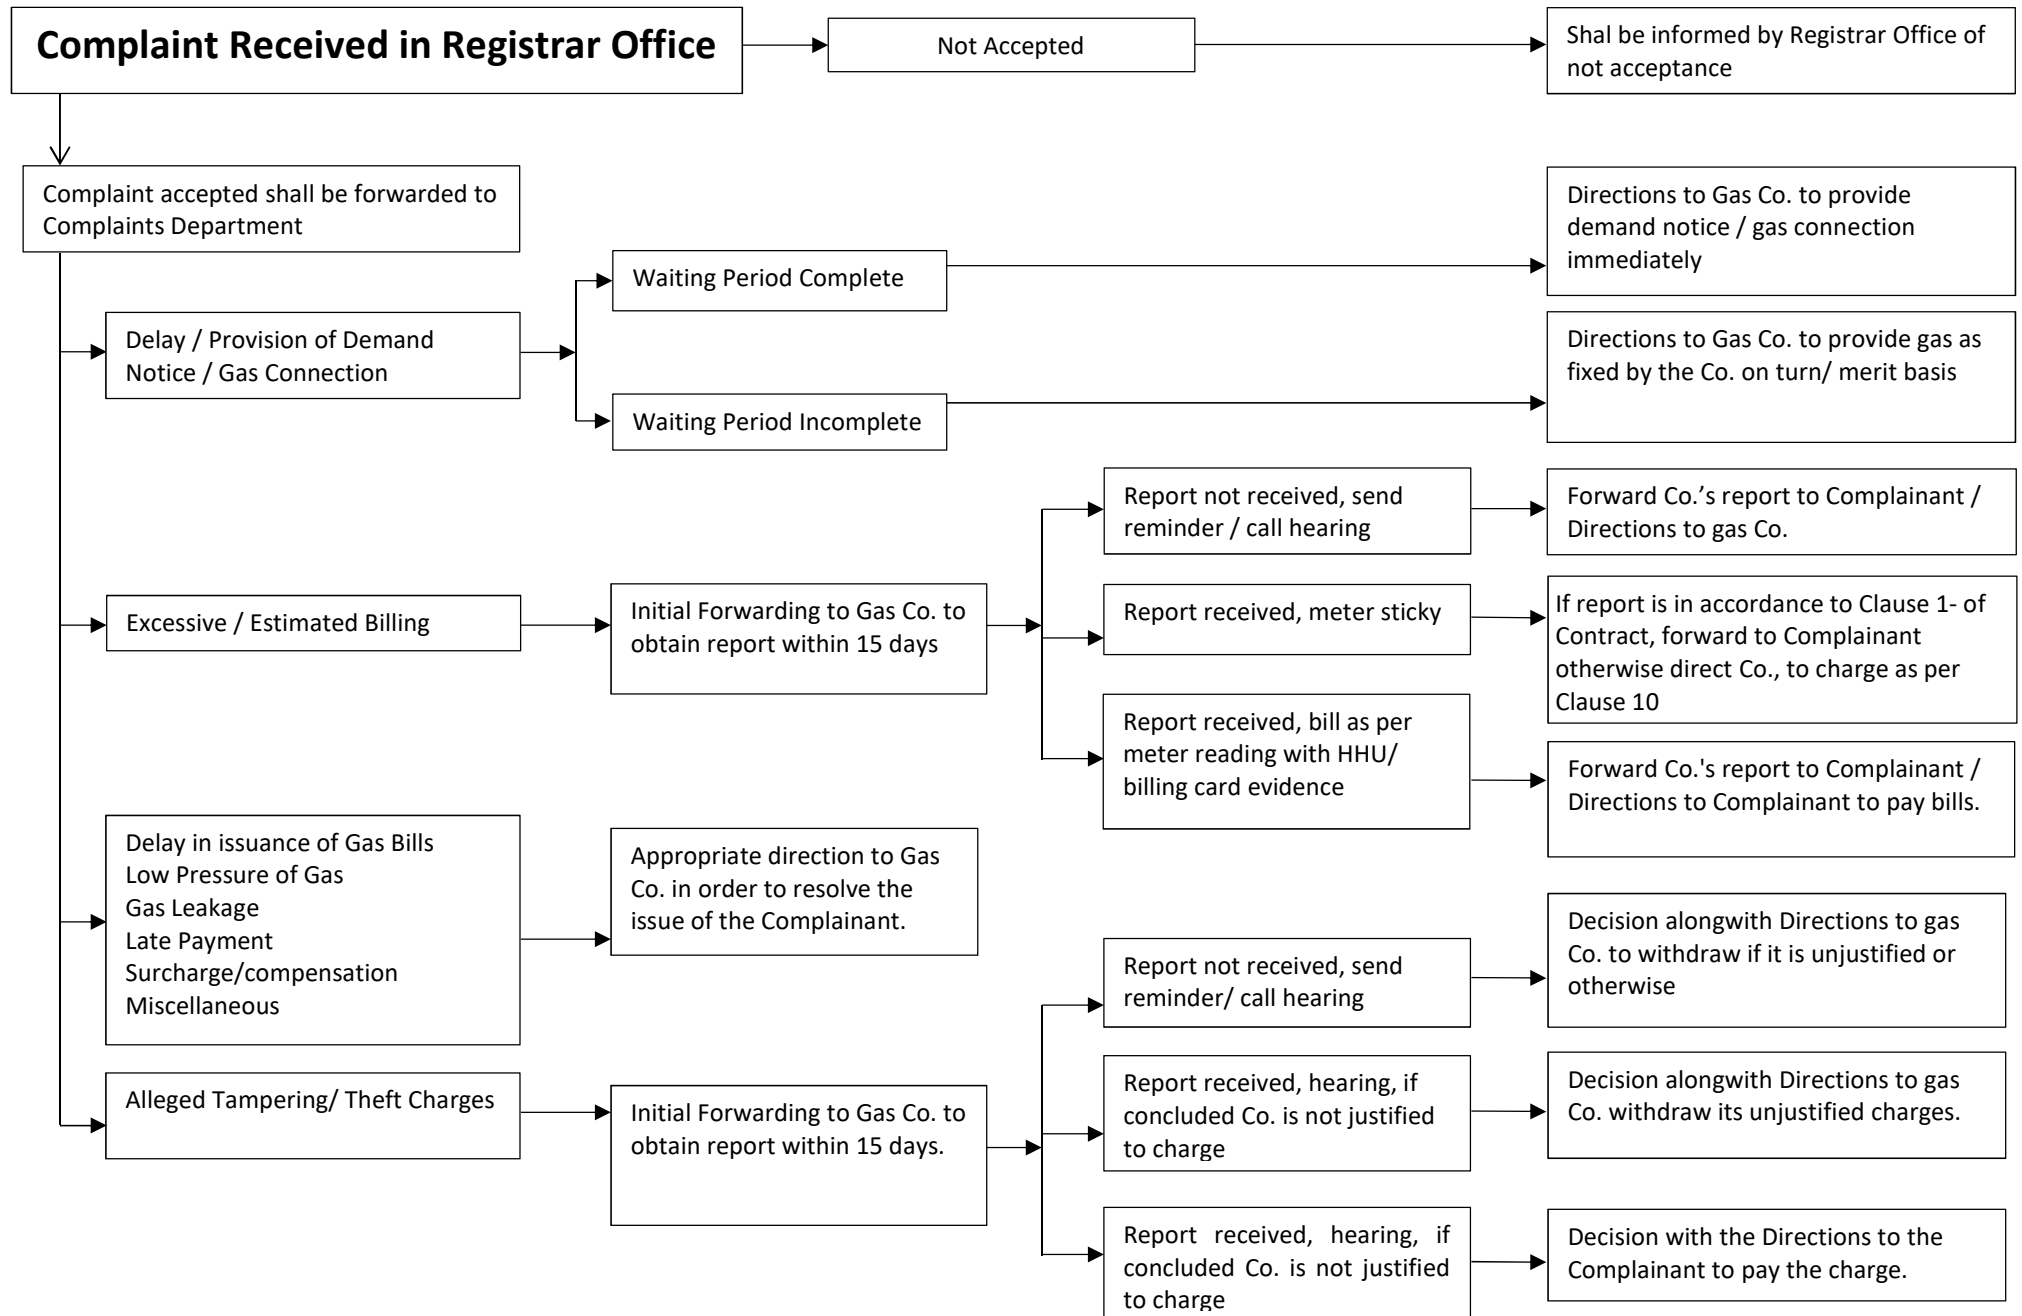 Complaint Received in Registrar Office
Not Accepted
Shal be informed by Registrar Office of
not acceptance
Complaint accepted shall be forwarded to
Complaints Department
Delay / Provision of Demand
Notice / Gas Connection
Waiting Period Complete
Directions to Gas Co. to provide
demand notice / gas connection
immediately
Waiting Period Incomplete
Directions to Gas Co. to provide gas as
fixed by the Co. on turn/ merit basis
Excessive / Estimated Billing
Initial Forwarding to Gas Co. to
obtain report within 15 days
Report not received, send
reminder / call hearing
Forward Co.’s report to Complainant /
Directions to gas Co.
Report received, meter sticky
If report is in accordance to Clause 1- of
Contract, forward to Complainant
otherwise direct Co., to charge as per
Clause 10
Report received, bill as per
meter reading with HHU/
billing card evidence
Forward Co.'s report to Complainant /
Directions to Complainant to pay bills.
Delay in issuance of Gas Bills
Low Pressure of Gas
Gas Leakage
Late Payment
Surcharge/compensation
Miscellaneous
Appropriate direction to Gas
Co. in order to resolve the
issue of the Complainant.
Alleged Tampering/ Theft Charges
Initial Forwarding to Gas Co. to
obtain report within 15 days.
Report not received, send
reminder/ call hearing
Decision alongwith Directions to gas
Co. to withdraw if it is unjustified or
otherwise
Report received, hearing, if
concluded Co. is not justified
to charge
Decision alongwith Directions to gas
Co. withdraw its unjustified charges.
Report received, hearing, if
concluded Co. is not justified
to charge
Decision with the Directions to the
Complainant to pay the charge.